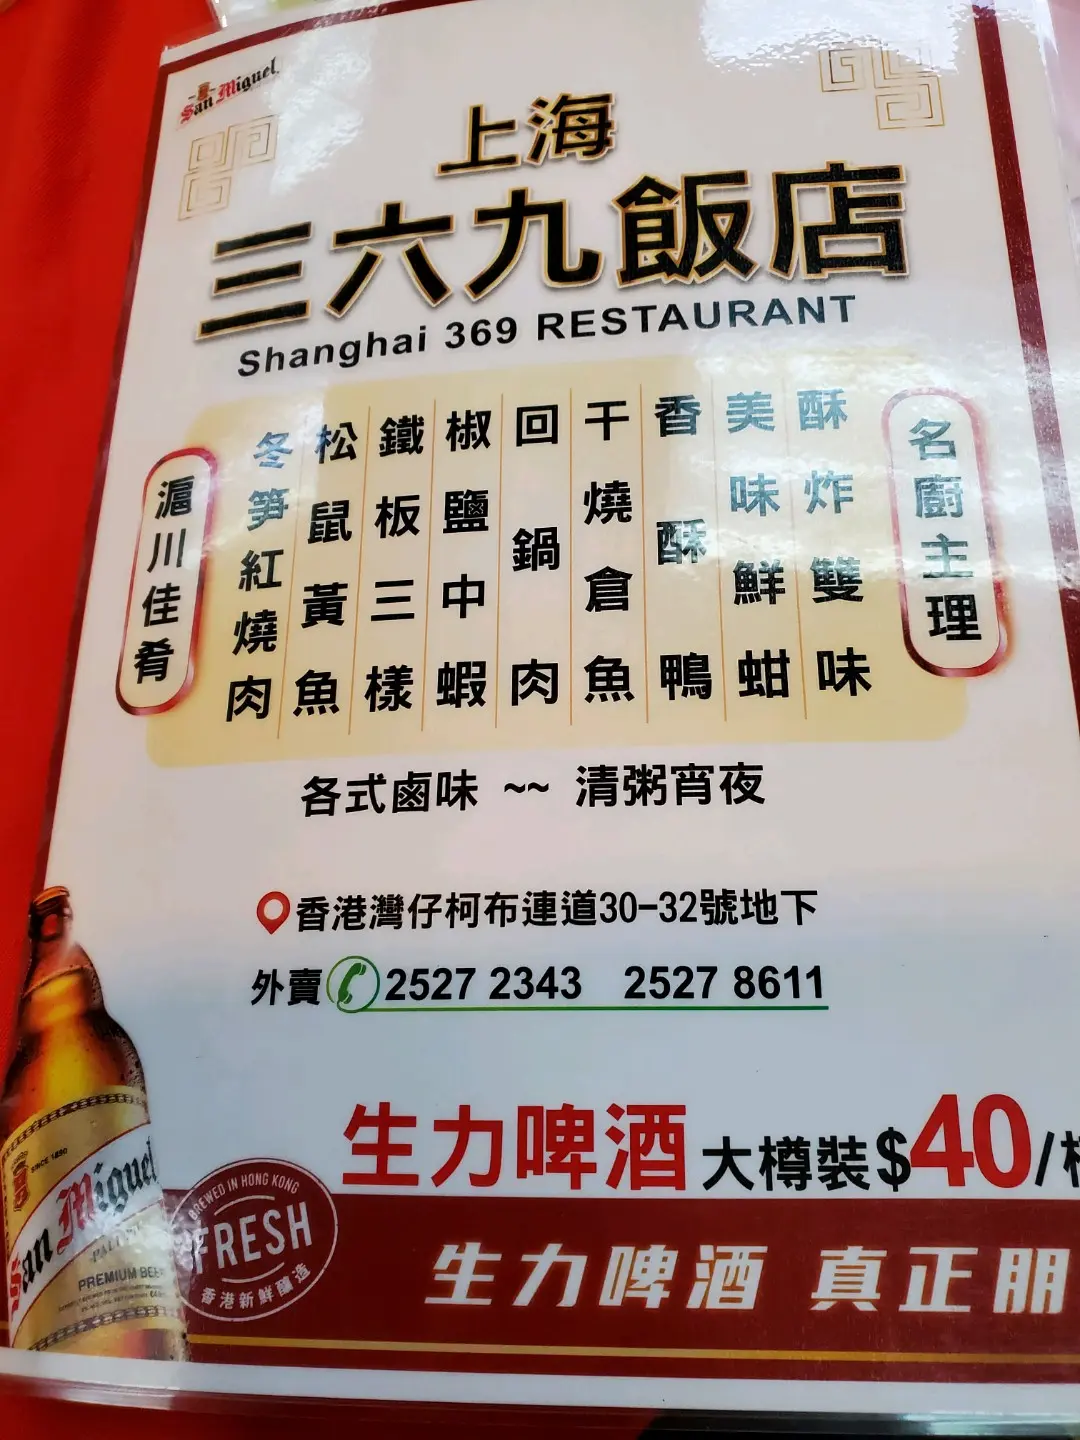 San Miguel
上海
三六九飯店
Shanghai 369 RESTAURANT
名廚主理
酥炸雙味
美味鮮蚶
香酥鴨
干燒倉魚
回鍋肉
椒鹽中蝦
鐵板三樣
松鼠黃魚
冬笋紅燒肉
滬川佳肴
各式鹵味 ~~ 清粥宵夜
香港灣仔柯布連道30-32號地下
外賣 2527 2343 2527 8611
生力啤酒 大樽裝$40/
SINCE 1890
San Miguel
PREMIUM BEER
BREWED IN HONG KONG
FRESH
香港新鮮釀造
生力啤酒 真正朋